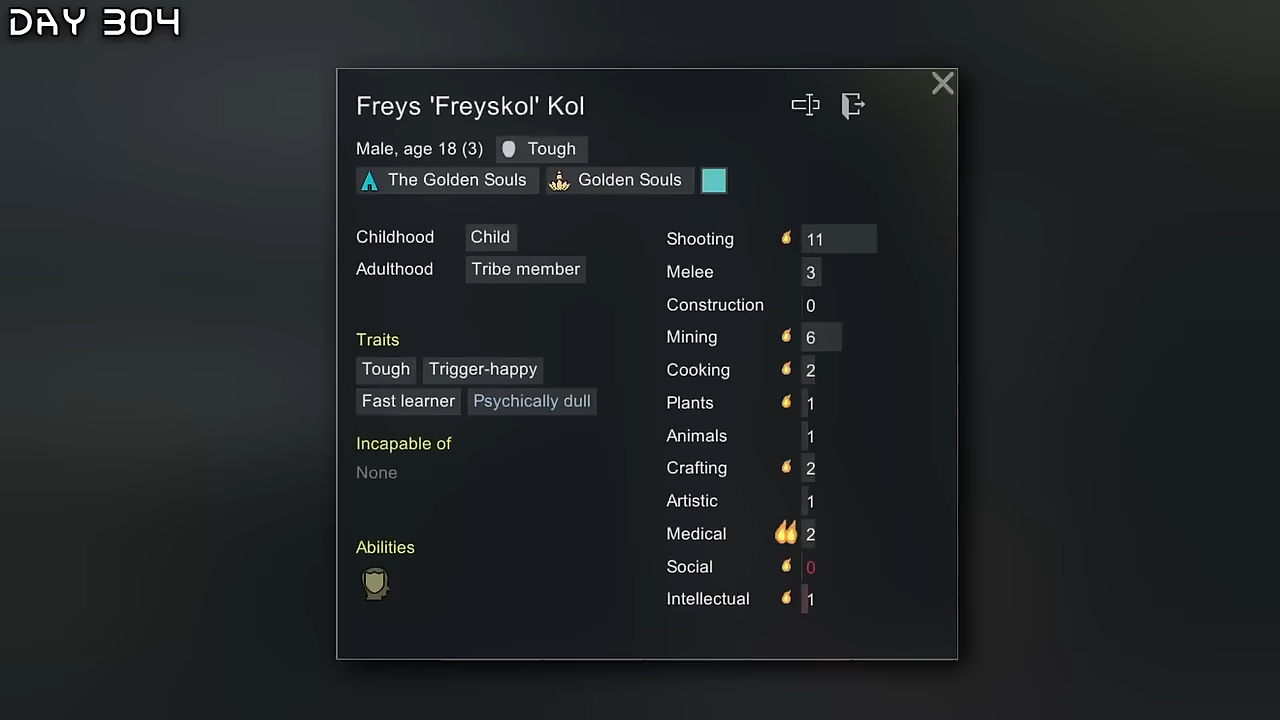 DAY 304
Freys 'Freyskol' Kol
Male, age 18 (3) Tough
The Golden Souls Golden Souls
Childhood Child
Adulthood Tribe member
Traits
Tough Trigger-happy
Fast learner Psychically dull
Incapable of
None
Abilities
Shooting 11
Melee 3
Construction 0
Mining 6
Cooking 2
Plants 1
Animals 1
Crafting 2
Artistic 1
Medical 2
Social 0
Intellectual 1